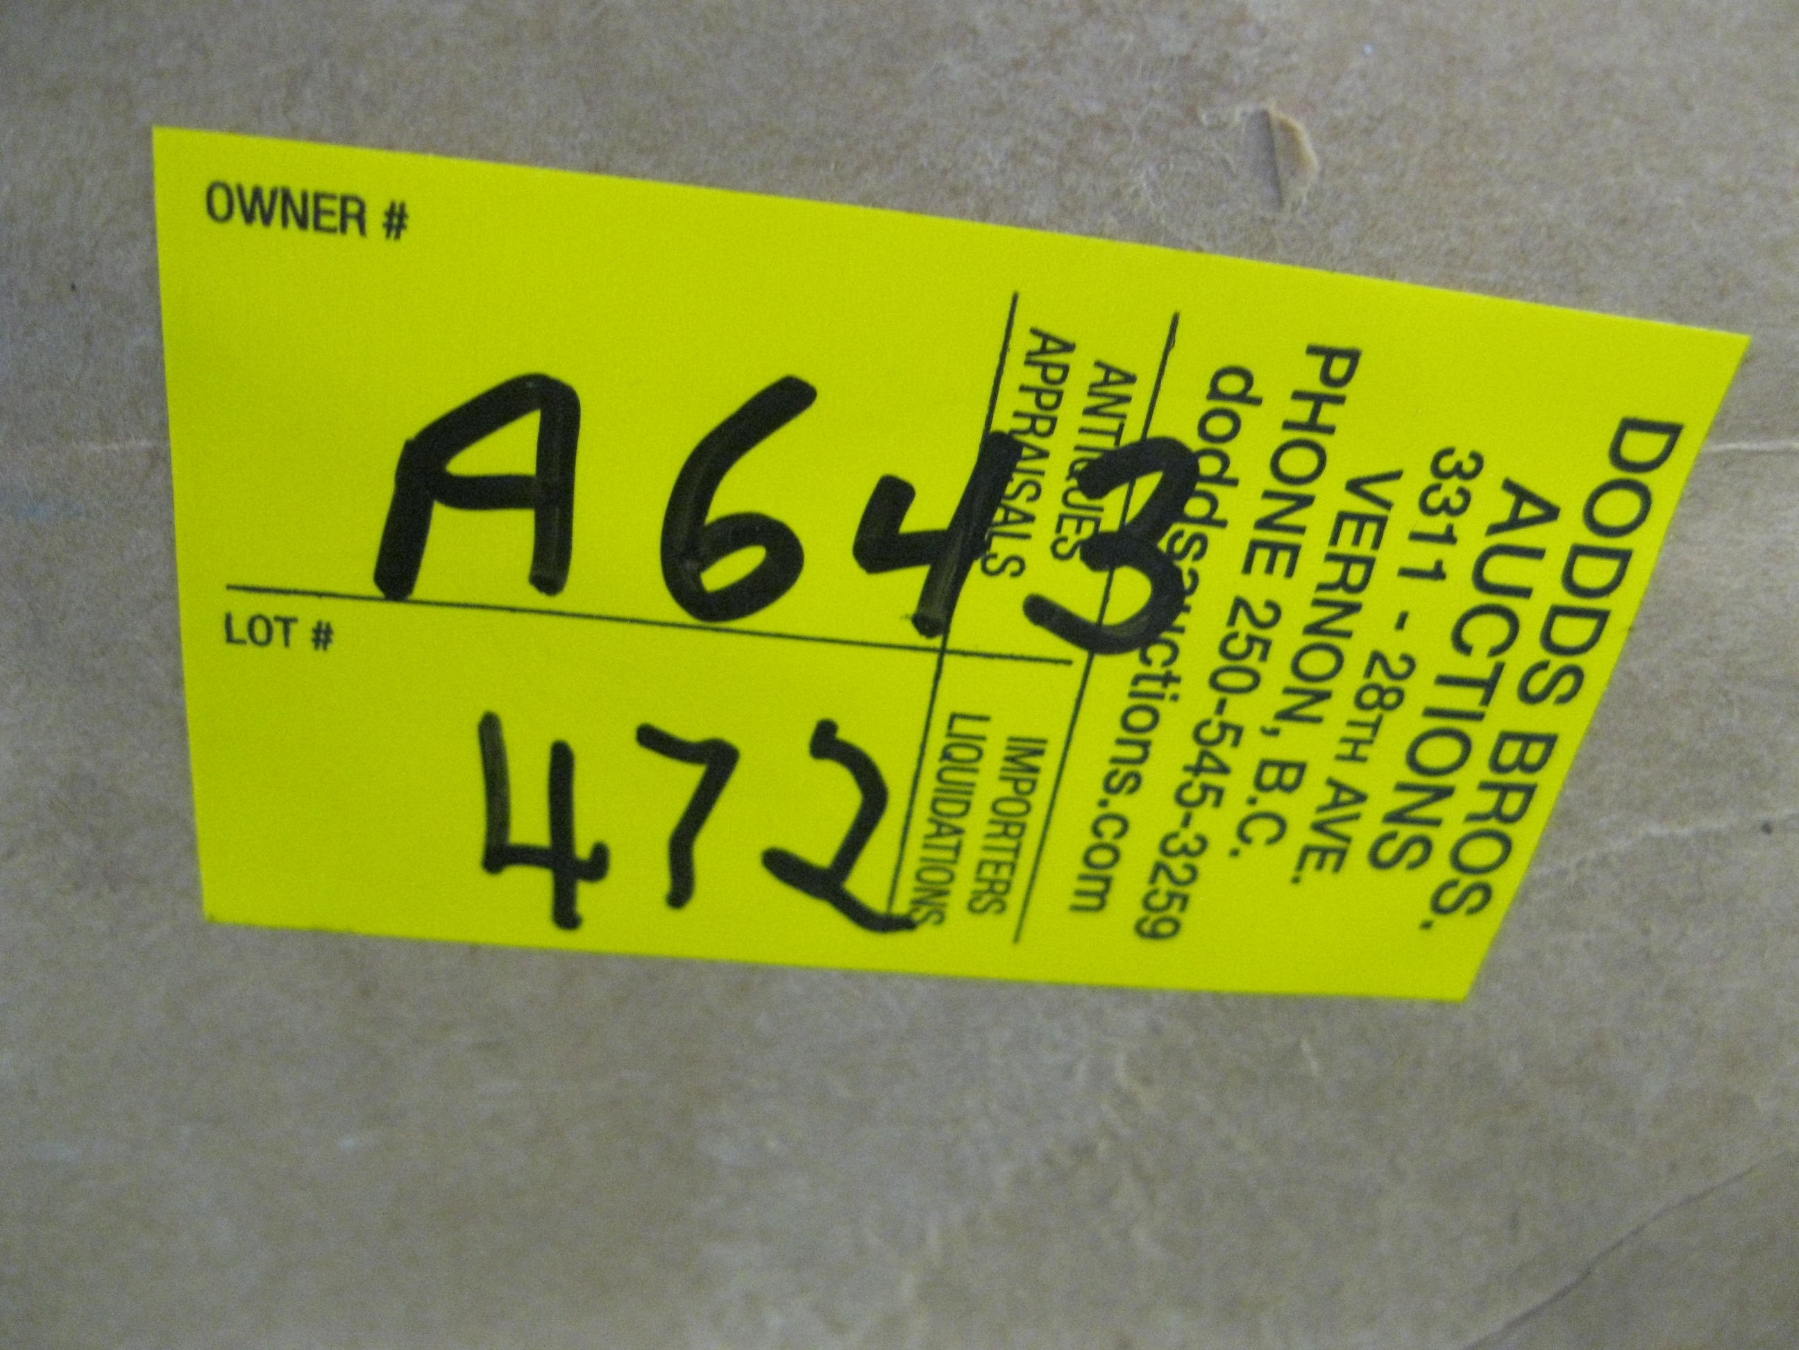 OWNER #
A643
LOT #
472
ANTIQUES
APPRAISALS
IMPORTERS
LIQUIDATIONS
DODDS BROS.
AUCTIONS
3311 - 28TH AVE.
VERNON, B.C.
PHONE 250-545-3259
doddsauctions.com